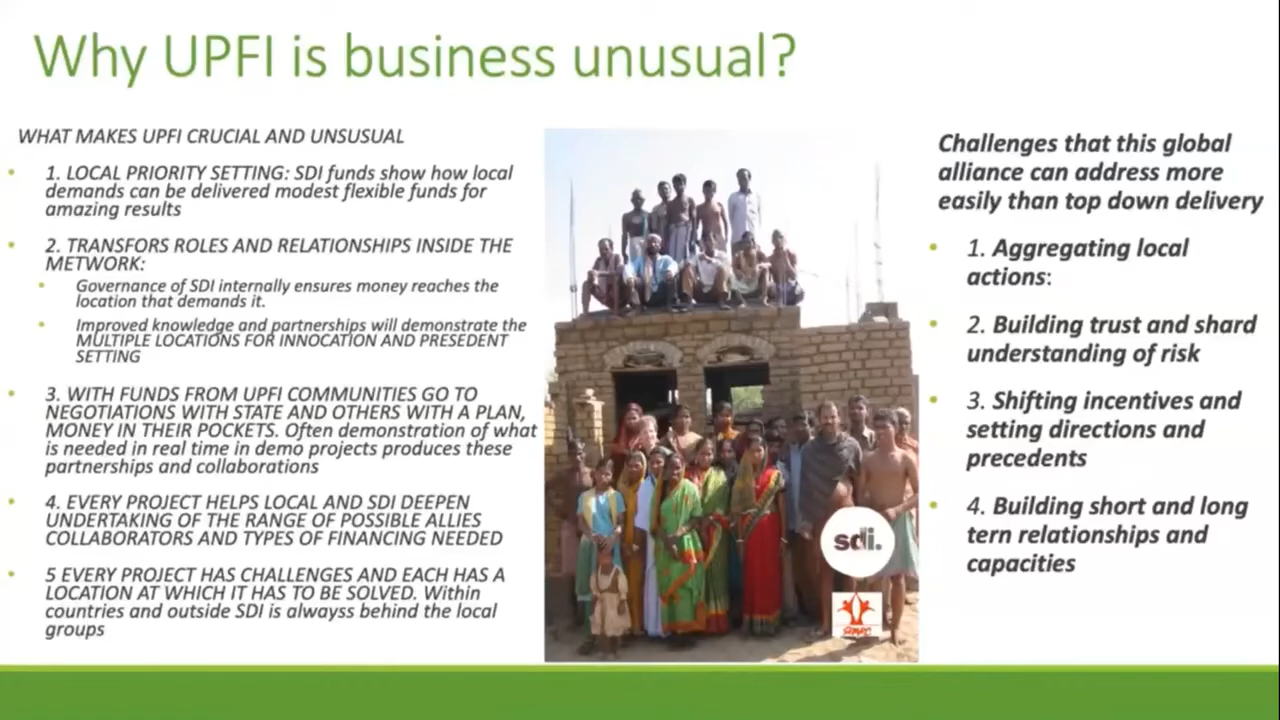 Why UPFI is business unusual?
WHAT MAKES UPFI CRUCIAL AND UNSUSUAL
1. LOCAL PRIORITY SETTING: SDI funds show how local
demands can be delivered modest flexible funds for
amazing results
2. TRANSFORS ROLES AND RELATIONSHIPS INSIDE THE
METWORK:
Governance of SDI internally ensures money reaches the
location that demands it.
Improved knowledge and partnerships will demonstrate the
MULTIPLE LOCATIONS FOR INNOCATION AND PRESEDENT
SETTING
3. WITH FUNDS FROM UPFI COMMUNITIES GO TO
NEGOTIATIONS WITH STATE AND OTHERS WITH A PLAN,
MONEY IN THEIR POCKETS. Often demonstration of what
is needed in real time in demo projects produces these
partnerships and collaborations
4. EVERY PROJECT HELPS LOCAL AND SDI DEEPEN
UNDERTAKING OF THE RANGE OF POSSIBLE ALLIES
COLLABORATORS AND TYPES OF FINANCING NEEDED
5 EVERY PROJECT HAS CHALLENGES AND EACH HAS A
LOCATION AT WHICH IT HAS TO BE SOLVED. Within
countries and outside SDI is alwayss behind the local
groups
sdi.
SPARC
Challenges that this global
alliance can address more
easily than top down delivery
1. Aggregating local
actions:
2. Building trust and shard
understanding of risk
3. Shifting incentives and
setting directions and
precedents
4. Building short and long
tern relationships and
capacities